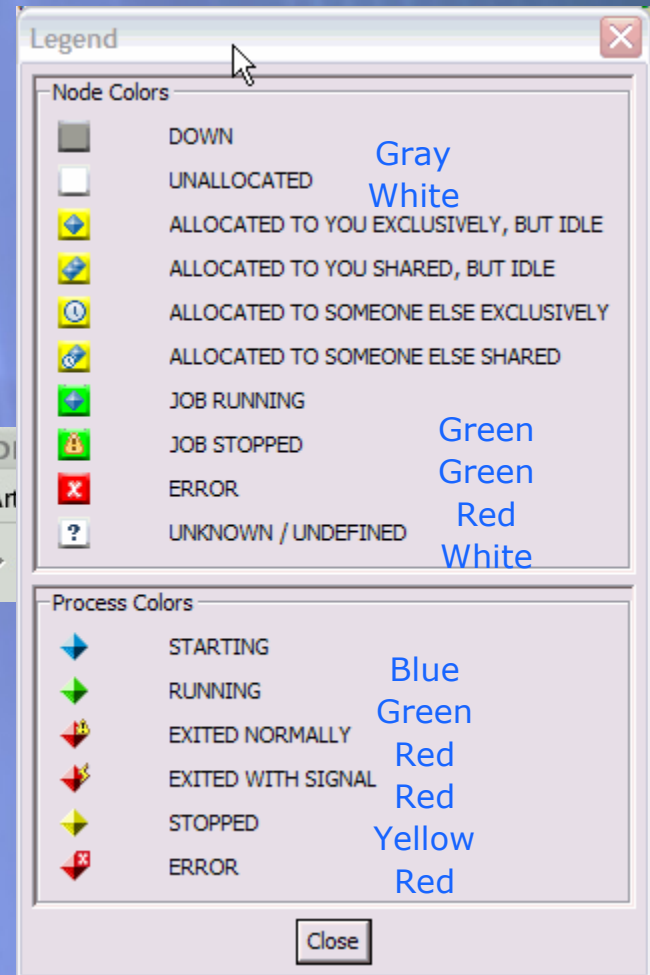 Legend
Node Colors
DOWN
Gray
UNALLOCATED
White
ALLOCATED TO YOU EXCLUSIVELY, BUT IDLE
ALLOCATED TO YOU SHARED, BUT IDLE
ALLOCATED TO SOMEONE ELSE EXCLUSIVELY
ALLOCATED TO SOMEONE ELSE SHARED
JOB RUNNING
Green
JOB STOPPED
Green
ERROR
Red
?
UNKNOWN / UNDEFINED
White
Process Colors
STARTING
Blue
RUNNING
Green
EXITED NORMALLY
Red
EXITED WITH SIGNAL
Red
STOPPED
Yellow
ERROR
Red
Close